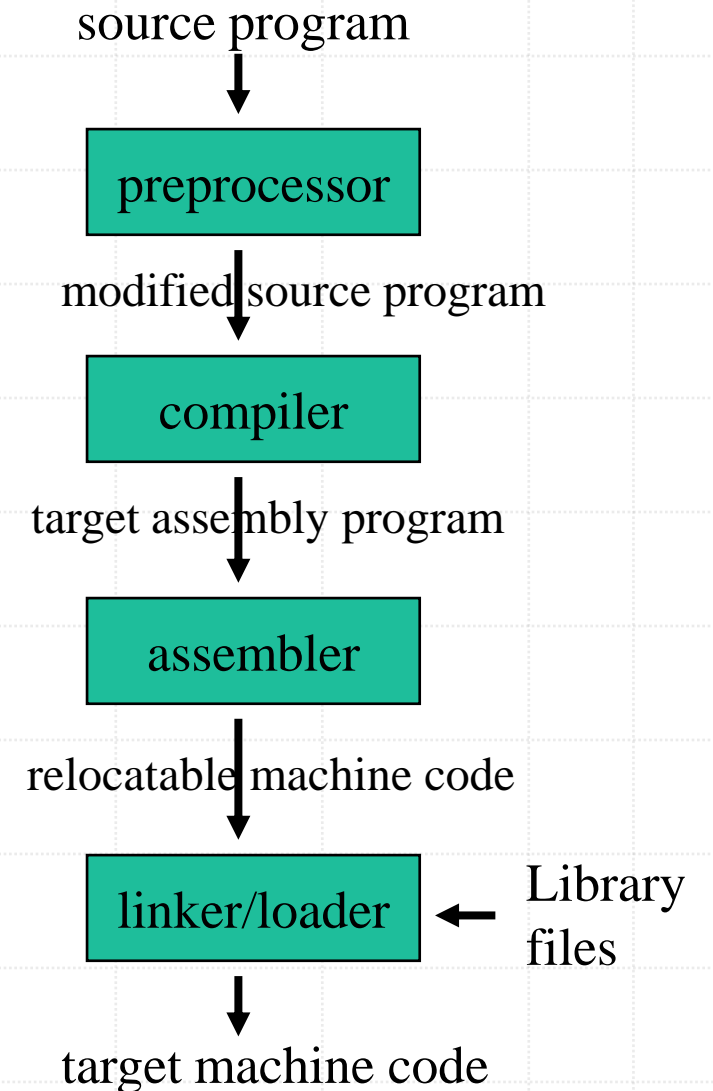 source program
preprocessor
modified source program
compiler
target assembly program
assembler
relocatable machine code
linker/loader
Library
files
target machine code